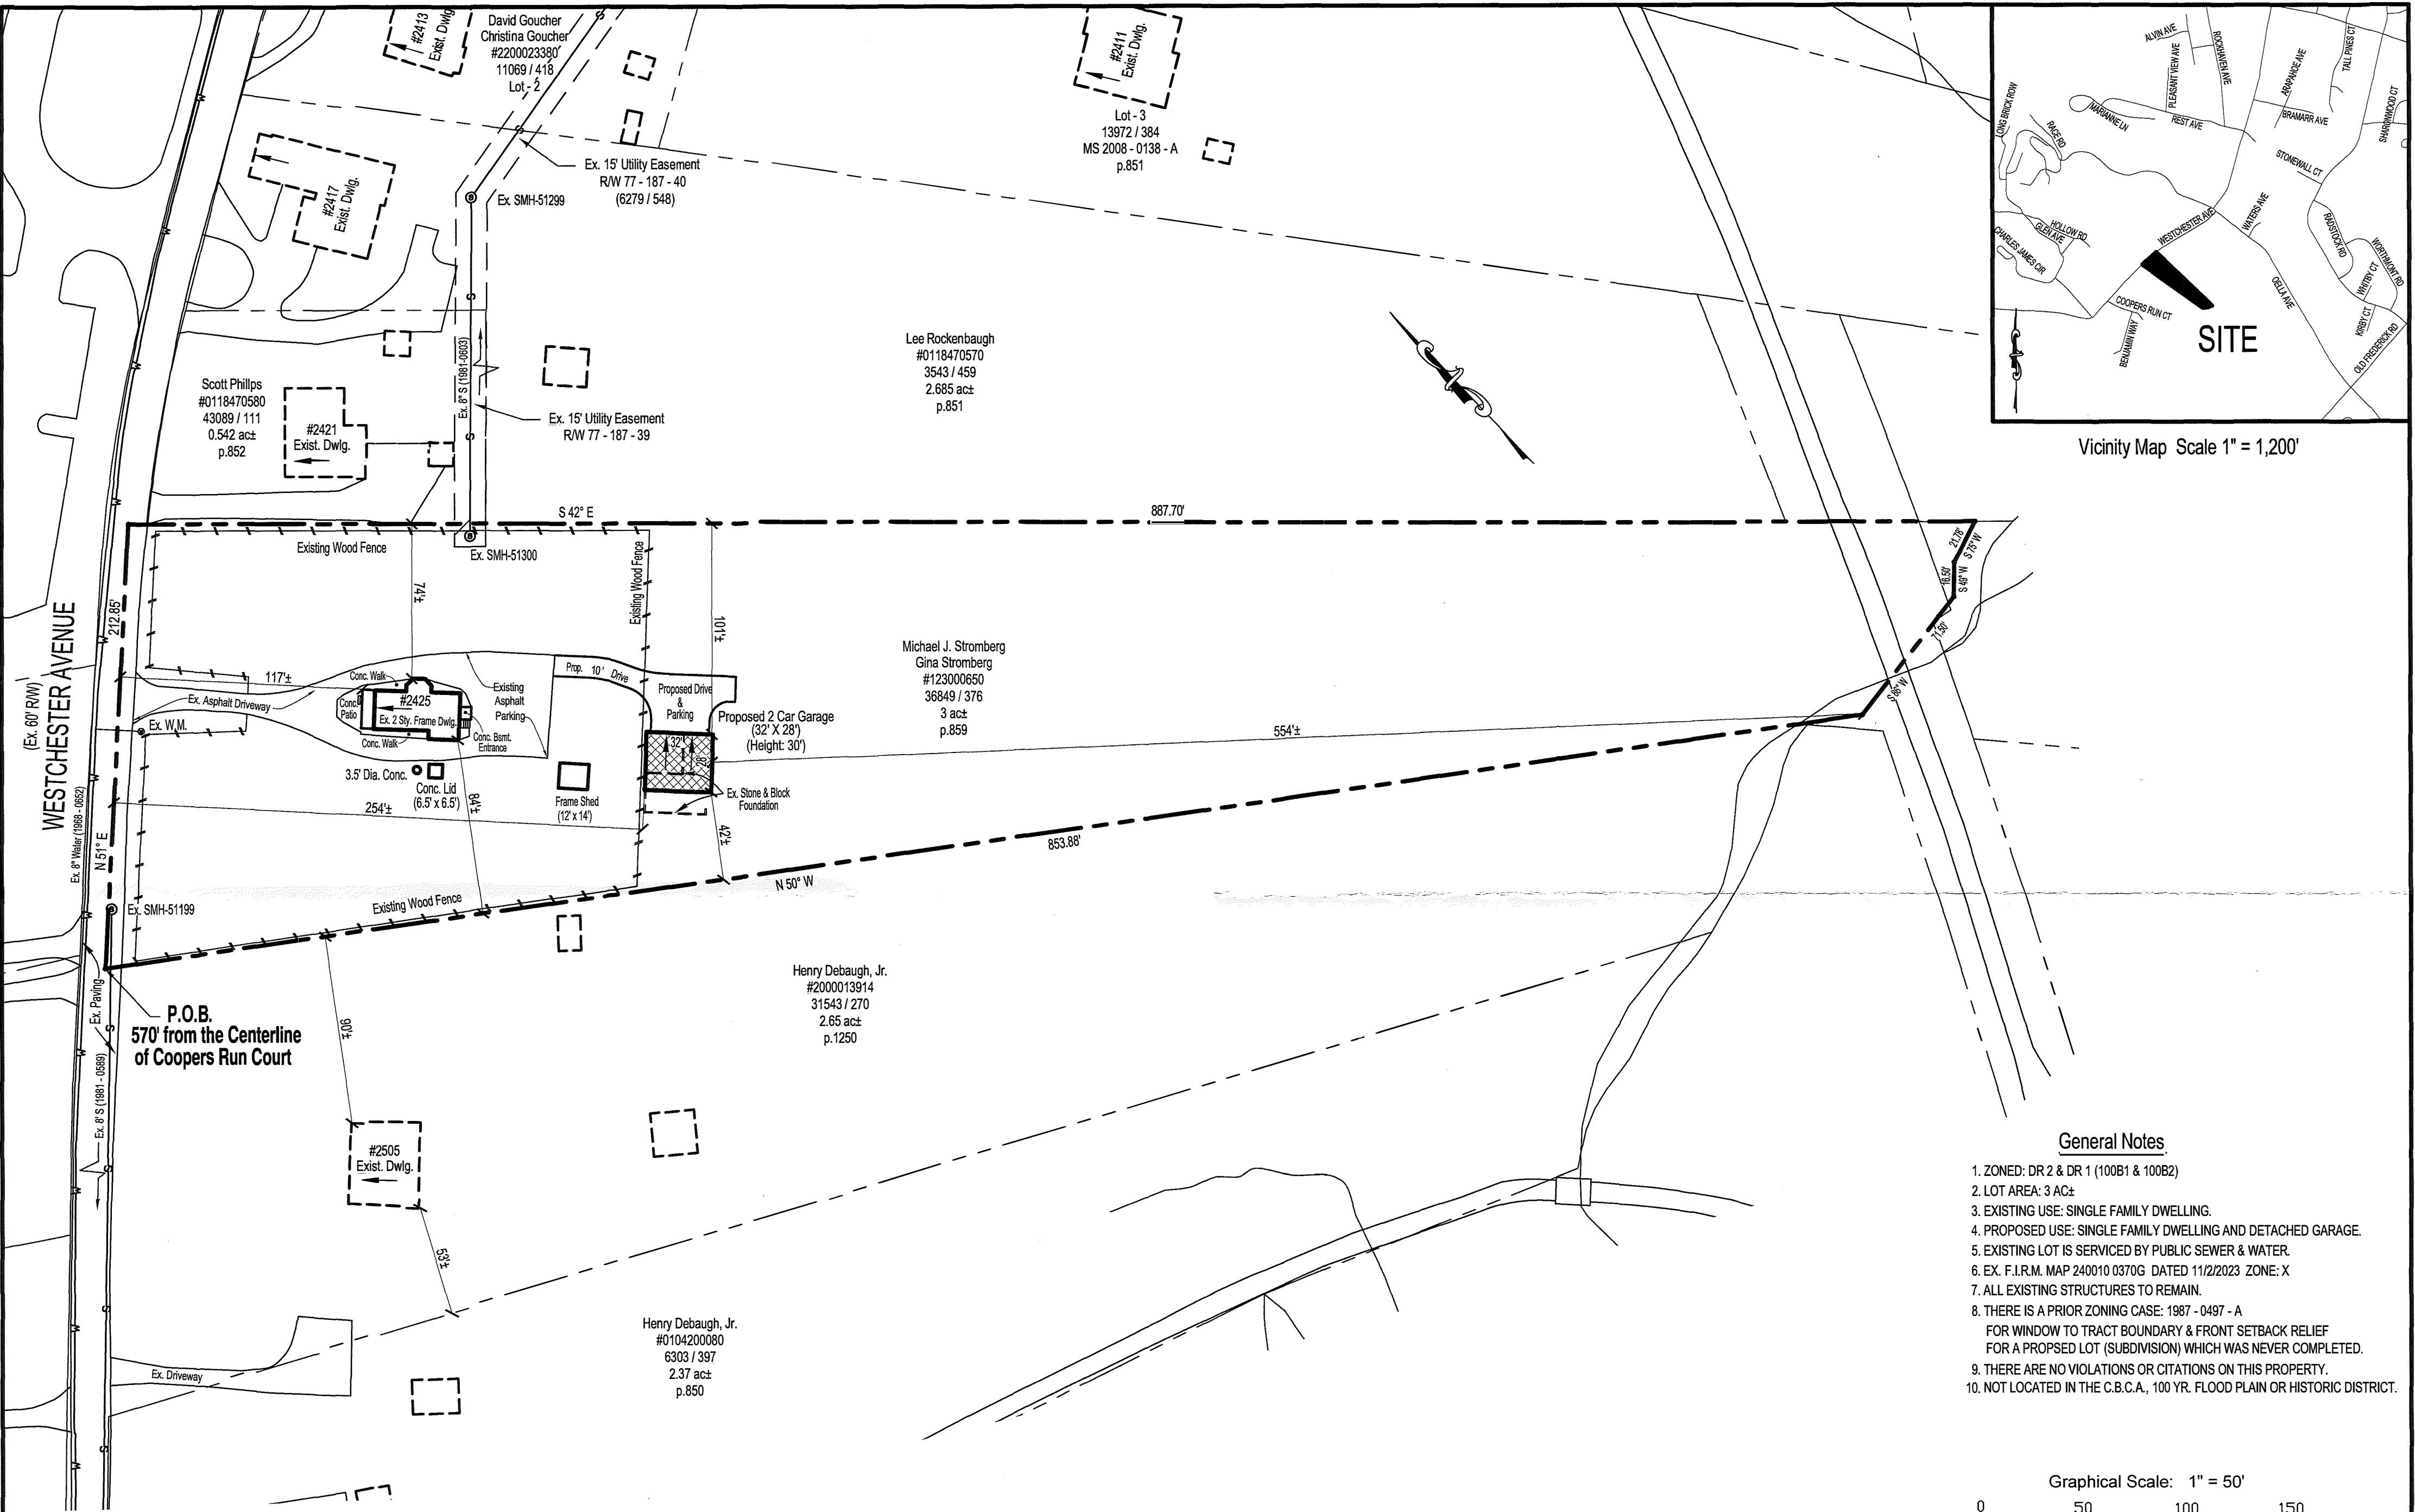 #2413
Exist. Dwlg.
David Goucher
Christina Goucher
#2200023380
11069 / 418
Lot - 2
#2411
Exist. Dwlg.
Lot - 3
13972 / 384
MS 2008 - 0138 - A
p.851
#2417
Exist. Dwlg.
Ex. 15' Utility Easement
R/W 77 - 187 - 40
(6279 / 548)
Ex. SMH-51299
ALVIN AVE
PLEASANT VIEW AVE
ROCKHAVEN AVE
ARAPAHOE AVE
TALL PINES CT
LONG BRICK ROW
RACE RD
MARIANNE LN
REST AVE
BRAMARR AVE
SHARONWOOD CT
STONEWALL CT
HOLLOW RD
GLEN AVE
CHARLES JAMES CIR
WESTCHESTER AVE
WATERS AVE
RADSTOCK RD
WORTHMONT RD
WHITBY CT
KIRBY CT
OELLA AVE
COOPERS RUN CT
BENJAMIN WAY
OLD FREDERICK RD
SITE
Vicinity Map Scale 1" = 1,200'
Lee Rockenbaugh
#0118470570
3543 / 459
2.685 ac±
p.851
Scott Phillps
#0118470580
43089 / 111
0.542 ac±
p.852
#2421
Exist. Dwlg.
Ex. 8" S (1981-0603)
S
S
Ex. 15' Utility Easement
R/W 77 - 187 - 39
S 42° E
887.70'
Existing Wood Fence
Ex. SMH-51300
Existing Wood Fence
74'±
101'±
21.78'
S 75° W
16.50'
S 49° W
71.50'
S 86° W
WESTCHESTER AVENUE
(Ex. 60' R/W)
212.85'
N 51° E
117'±
Ex. Asphalt Driveway
Ex. W.M.
Conc. Walk
Conc.
Patio
#2425
Ex. 2 Sty. Frame Dwlg.
Conc. Walk
Conc. Bsmt.
Entrance
Existing
Asphalt
Parking
Prop. 10' Drive
Proposed Drive
&
Parking
Proposed 2 Car Garage
(32' X 28')
(Height: 30')
32'
28'
Michael J. Stromberg
Gina Stromberg
#123000650
36849 / 376
3 ac±
p.859
554'±
3.5' Dia. Conc.
Conc. Lid
(6.5' x 6.5')
84'±
Frame Shed
(12' x 14')
Ex. Stone & Block
Foundation
254'±
42'±
853.88'
N 50° W
Ex. 8" Water (1968 - 0652)
Ex. SMH-51199
Existing Wood Fence
P.O.B.
570' from the Centerline
of Coopers Run Court
Ex. Paving
90'±
Henry Debaugh, Jr.
#2000013914
31543 / 270
2.65 ac±
p.1250
Ex. 8' S (1981 - 0589)
#2505
Exist. Dwlg.
53'±
Ex. Driveway
Henry Debaugh, Jr.
#0104200080
6303 / 397
2.37 ac±
p.850
General Notes
1. ZONED: DR 2 & DR 1 (100B1 & 100B2)
2. LOT AREA: 3 AC±
3. EXISTING USE: SINGLE FAMILY DWELLING.
4. PROPOSED USE: SINGLE FAMILY DWELLING AND DETACHED GARAGE.
5. EXISTING LOT IS SERVICED BY PUBLIC SEWER & WATER.
6. EX. F.I.R.M. MAP 240010 0370G DATED 11/2/2023 ZONE: X
7. ALL EXISTING STRUCTURES TO REMAIN.
8. THERE IS A PRIOR ZONING CASE: 1987 - 0497 - A
FOR WINDOW TO TRACT BOUNDARY & FRONT SETBACK RELIEF
FOR A PROPSED LOT (SUBDIVISION) WHICH WAS NEVER COMPLETED.
9. THERE ARE NO VIOLATIONS OR CITATIONS ON THIS PROPERTY.
10. NOT LOCATED IN THE C.B.C.A., 100 YR. FLOOD PLAIN OR HISTORIC DISTRICT.
Graphical Scale: 1" = 50'
0 50 100 150